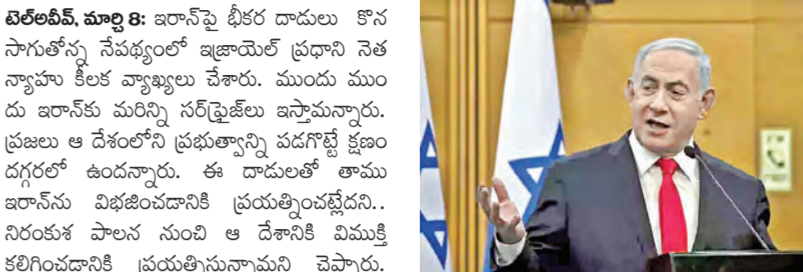 టెల్అవీవ్, మార్చి 8: ఇరాన్‌పై భీకర దాడులు కొన
సాగుతోన్న నేపథ్యంలో ఇజ్రాయెల్ ప్రధాని నెత
న్యాహు కీలక వ్యాఖ్యలు చేశారు. ముందు ముం
దు ఇరాన్‌కు మరిన్ని సర్‌ప్రైజ్‌లు ఇస్తామన్నారు.
ప్రజలు ఆ దేశంలోని ప్రభుత్వాన్ని పడగొట్టే క్షణం
దగ్గరలో ఉందన్నారు. ఈ దాడులతో తాము
ఇరాన్‌ను విభజించడానికి ప్రయత్నించట్లేదని..
నిరంకుశ పాలన నుంచి ఆ దేశానికి విముక్తి
కలిగించడానికి ప్రయత్నిస్తున్నామని చెప్పారు.